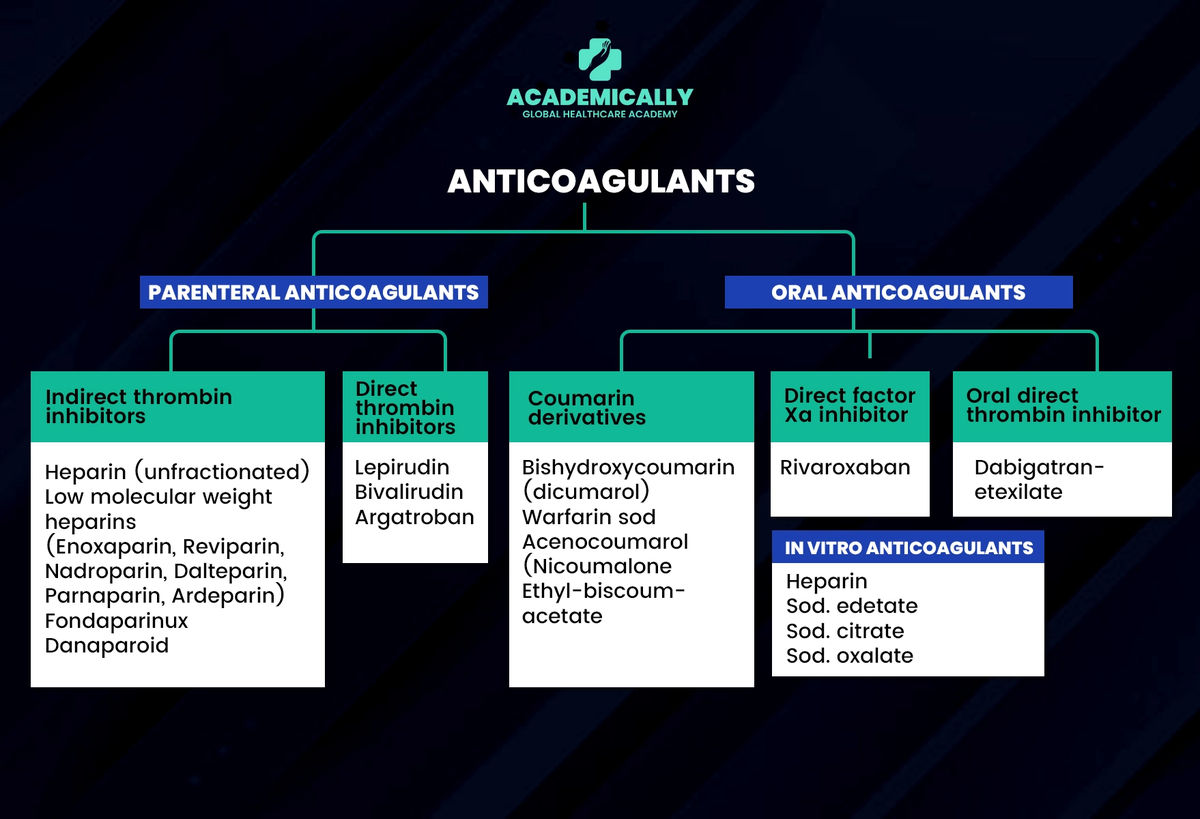 ACADEMICALLY
GLOBAL HEALTHCARE ACADEMY
ANTICOAGULANTS
PARENTERAL ANTICOAGULANTS
ORAL ANTICOAGULANTS
Indirect thrombin
inhibitors
Heparin (unfractionated)
Low molecular weight
heparins
(Enoxaparin, Reviparin,
Nadroparin, Dalteparin,
Parnaparin, Ardeparin)
Fondaparinux
Danaparoid
Direct
thrombin
inhibitors
Lepirudin
Bivalirudin
Argatroban
Coumarin
derivatives
Bishydroxycoumarin
(dicumarol)
Warfarin sod
Acenocoumarol
(Nicoumalone
Ethyl-biscoum-
acetate
Direct factor
Xa inhibitor
Rivaroxaban
Oral direct
thrombin inhibitor
Dabigatran-
etexilate
IN VITRO ANTICOAGULANTS
Heparin
Sod. edetate
Sod. citrate
Sod. oxalate